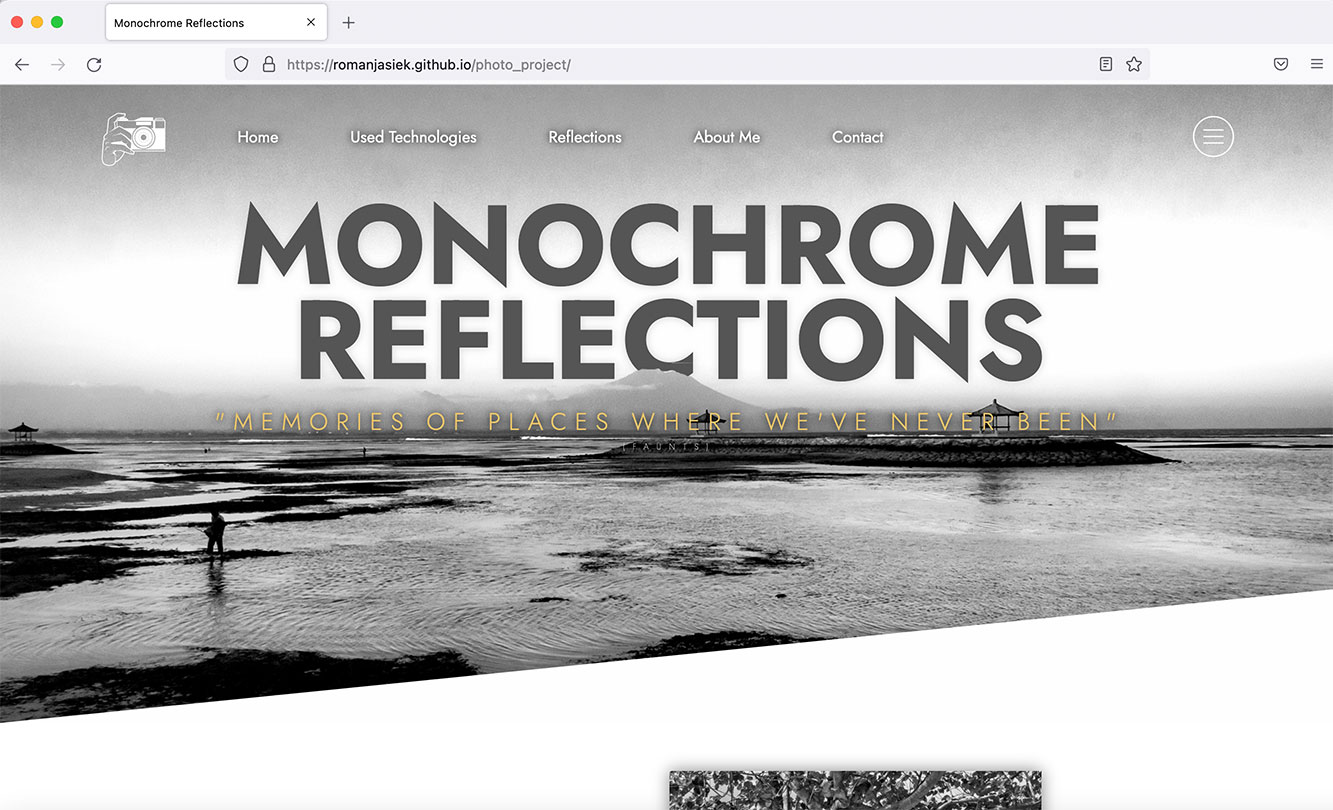 Monochrome Reflections
https://romanjasiek.github.io/photo_project/
Home Used Technologies Reflections About Me Contact
MONOCHROME
REFLECTIONS
"MEMORIES OF PLACES WHERE WE'VE NEVER BEEN"
(FAUNTS)